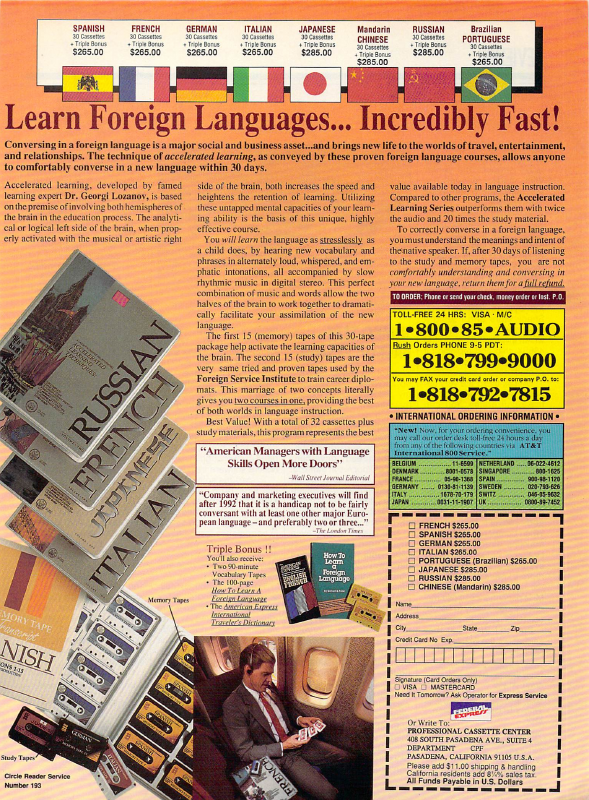 SPANISH
30 Cassettes
+ Triple Bonus
$265.00
FRENCH
30 Cassettes
+ Triple Bonus
$265.00
GERMAN
30 Cassettes
+ Triple Bonus
$265.00
ITALIAN
30 Cassettes
+ Triple Bonus
$265.00
JAPANESE
30 Cassettes
+ Triple Bonus
$285.00
Mandarin
CHINESE
30 Cassettes
+ Triple Bonus
$285.00
RUSSIAN
30 Cassettes
+ Triple Bonus
$285.00
Brazilian
PORTUGUESE
30 Cassettes
+ Triple Bonus
$265.00
Learn Foreign Languages... Incredibly Fast!
Conversing in a foreign language is a major social and business asset...and brings new life to the worlds of travel, entertainment,
and relationships. The technique of accelerated learning, as conveyed by these proven foreign language courses, allows anyone
to comfortably converse in a new language within 30 days.
Accelerated learning, developed by famed
learning expert Dr. Georgi Lozanov, is based
on the premise of involving both hemispheres of
the brain in the education process. The analyti-
cal or logical left side of the brain, when prop-
erly activated with the musical or artistic right
side of the brain, both increases the speed and
heightens the retention of learning. Utilizing
these untapped mental capacities of your learn-
ing ability is the basis of this unique, highly
effective course.
You will learn the language as stresslessly as
a child does, by hearing new vocabulary and
phrases in alternately loud, whispered, and em-
phatic intonations, all accompanied by slow
rhythmic music in digital stereo. This perfect
combination of music and words allow the two
halves of the brain to work together to dramati-
cally facilitate your assimilation of the new
language.
The first 15 (memory) tapes of this 30-tape
package help activate the learning capacities of
the brain. The second 15 (study) tapes are the
very same tried and proven tapes used by the
Foreign Service Institute to train career diplo-
mats. This marriage of two concepts literally
gives you two courses in one, providing the best
of both worlds in language instruction.
Best Value! With a total of 32 cassettes plus
study materials, this program represents the best
value available today in language instruction.
Compared to other programs, the Accelerated
Learning Series outperforms them with twice
the audio and 20 times the study material.
To correctly converse in a foreign language,
you must understand the meanings and intent of
the native speaker. If, after 30 days of listening
to the study and memory tapes, you are not
comfortably understanding and conversing in
your new language, return them for a full refund.
"American Managers with Language
Skills Open More Doors"
-Wall Street Journal Editorial
"Company and marketing executives will find
after 1992 that it is a handicap not to be fairly
conversant with at least one other major Euro-
pean language – and preferably two or three..."
-The London Times
Triple Bonus !!
You'll also receive:
• Two 90-minute
Vocabulary Tapes
• The 100-page
How To Learn A
Foreign Language
• The American Express
International
Traveler's Dictionary
ENGLISH
FRENCH
How To
Learn
a
Foreign
Language
RUSSIAN
FRENCH
JAPANESE
ITALIAN
MEMORY TAPES
Memory Tapes
Study Tapes
FRENCH
Circle Reader Service
Number 193
TO ORDER: Phone or send your check, money order or Inst. P.O.
TOLL-FREE 24 HRS: VISA · M/C
1•800•85•AUDIO
Rush Orders PHONE 9-5 PDT:
1•818•799•9000
You may FAX your credit card order or company P.O. to:
1•818•792•7815
• INTERNATIONAL ORDERING INFORMATION •
"New! Now, for your ordering convenience, you
may call our order desk toll-free 24 hours a day
from any of the following countries via AT&T
International 800 Service."
BELGIUM 11-6599
DENMARK 8001-0578
FRANCE 05-90-1368
GERMANY 0130-81-1139
ITALY 1678-70-179
JAPAN 0031-11-1907
NETHERLAND 06-022-4612
SINGAPORE 800-1625
SPAIN 900-98-1120
SWEDEN 020-793-626
SWITZ 046-05-9632
UK 0800-89-7452
FRENCH $265.00
SPANISH $265.00
GERMAN $265.00
ITALIAN $265.00
PORTUGUESE (Brazilian) $265.00
JAPANESE $285.00
RUSSIAN $285.00
CHINESE (Mandarin) $285.00
Name
Address
City State Zip
Credit Card No Exp.
Signature (Card Orders Only)
VISA MASTERCARD
Need It Tomorrow? Ask Operator for Express Service
FEDERAL
EXPRESS
Or Write To:
PROFESSIONAL CASSETTE CENTER
408 SOUTH PASADENA AVE., SUITE 4
DEPARTMENT CPF
PASADENA, CALIFORNIA 91105 U.S.A.
Please add $11.00 shipping & handling
California residents add 8¼% sales tax.
All Funds Payable in U.S. Dollars